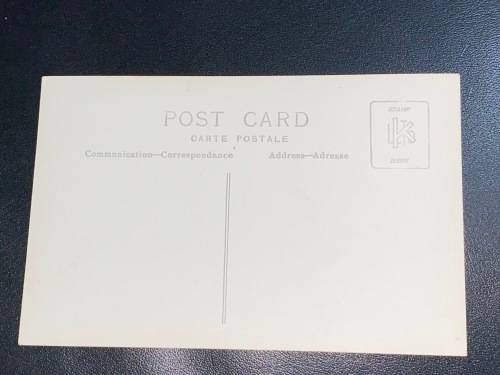 POST CARD
CARTE POSTALE
Communication—Correspondance
Address—Adresse
STAMP
HERE